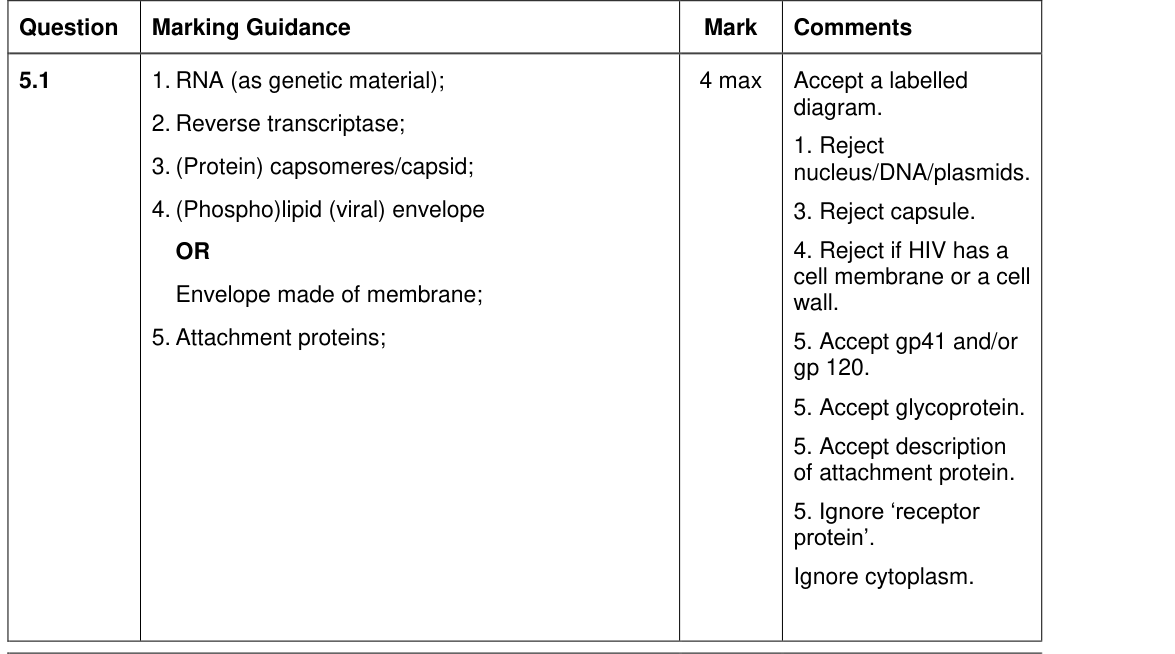 Question Marking Guidance Mark Comments
5.1
1. RNA (as genetic material);
2. Reverse transcriptase;
3. (Protein) capsomeres/capsid;
4. (Phospho)lipid (viral) envelope
OR
Envelope made of membrane;
5. Attachment proteins;
4 max
Accept a labelled
diagram.
1. Reject
nucleus/DNA/plasmids.
3. Reject capsule.
4. Reject if HIV has a
cell membrane or a cell
wall.
5. Accept gp41 and/or
gp 120.
5. Accept glycoprotein.
5. Accept description
of attachment protein.
5. Ignore ‘receptor
protein’.
Ignore cytoplasm.